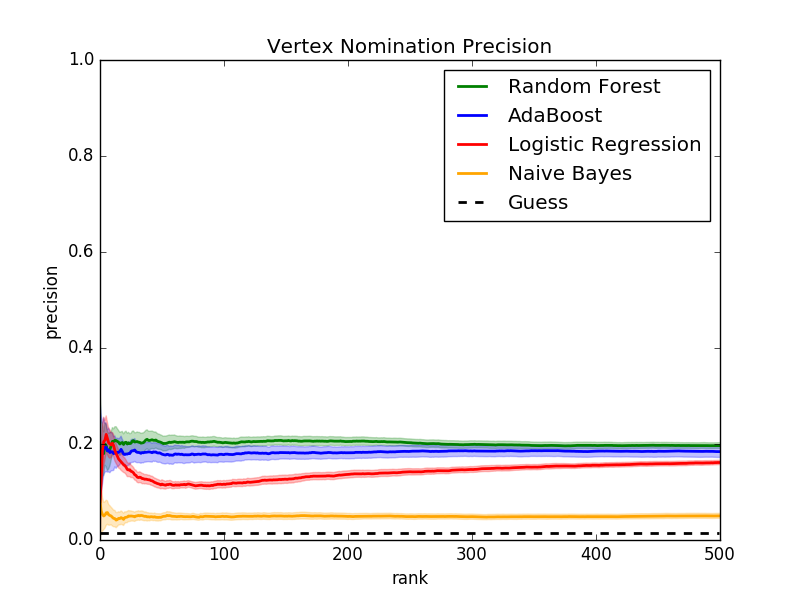 Vertex Nomination Precision
1.0
0.8
0.6
0.4
0.2
0.0
precision
Random Forest
AdaBoost
Logistic Regression
Naive Bayes
Guess
0 100 200 300 400 500
rank